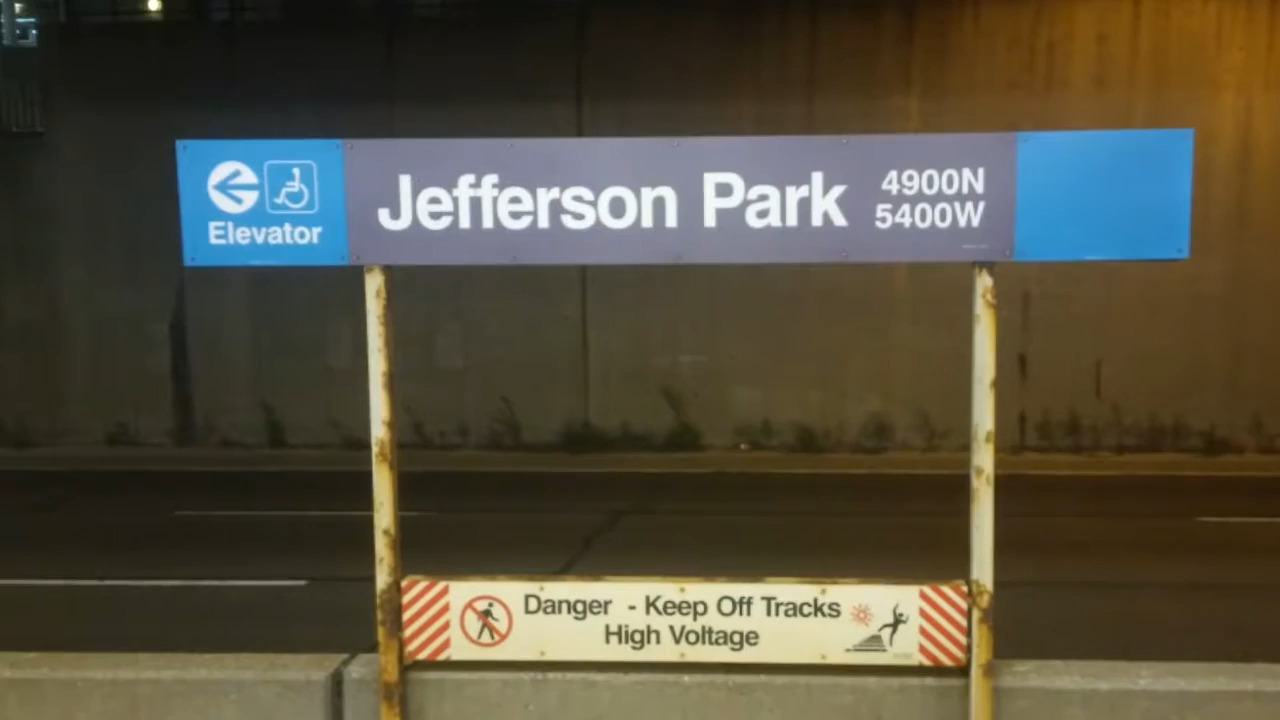 Elevator
Jefferson Park
4900N
5400W
Danger - Keep Off Tracks
High Voltage